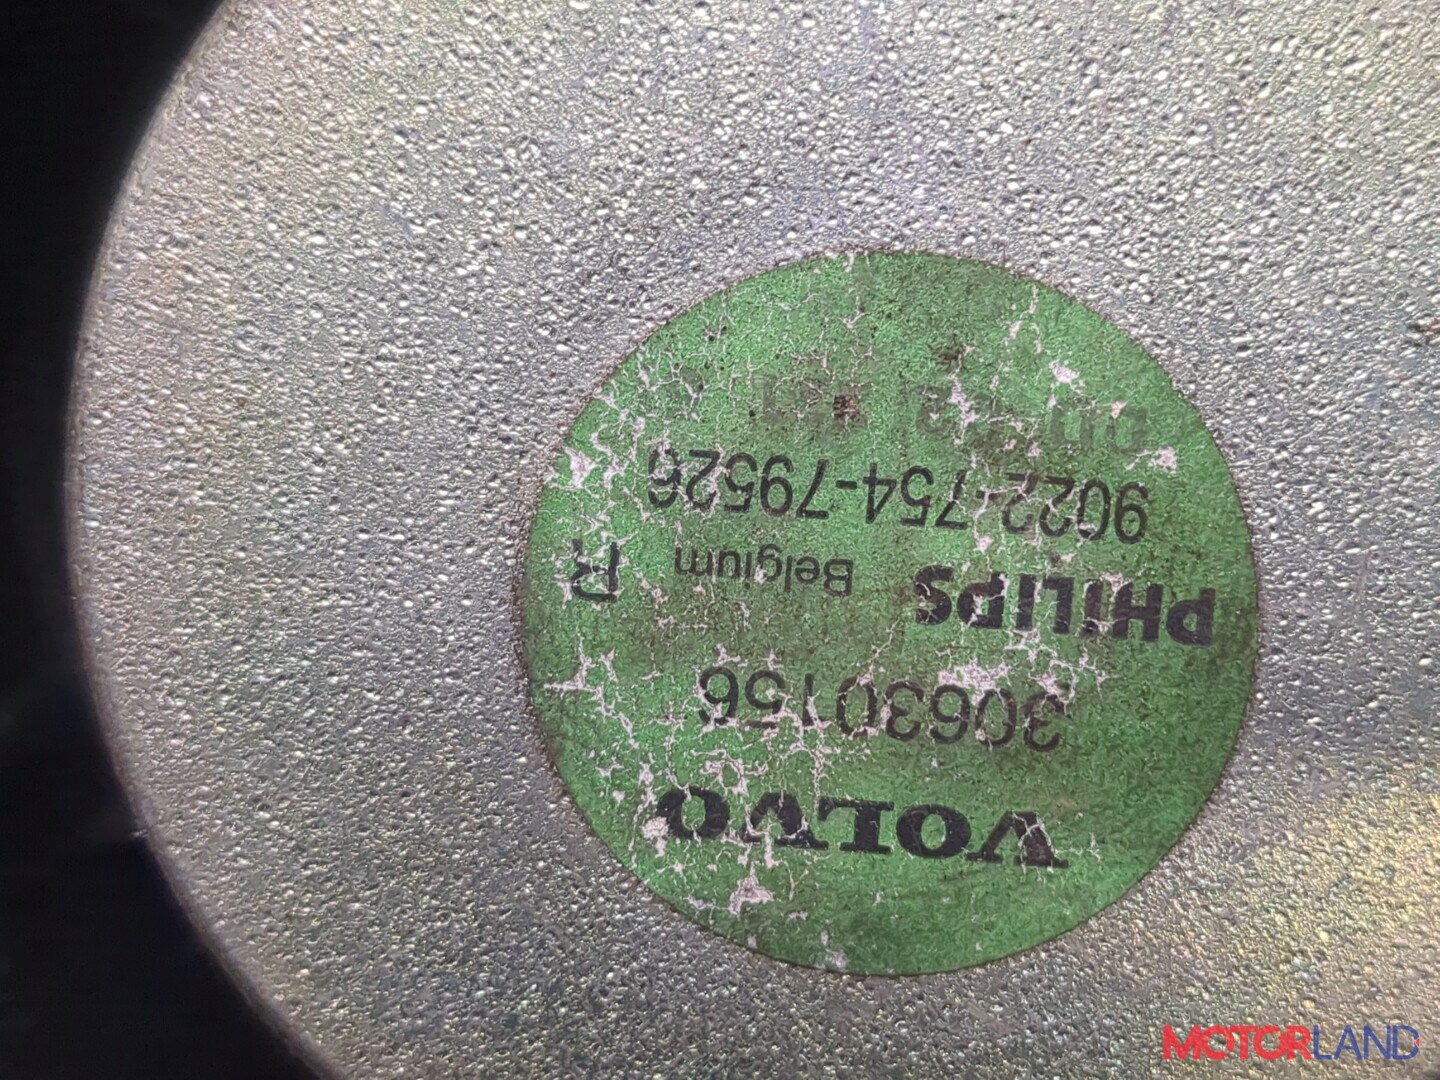 VOLVO
30630156
PHILIPS Belgium R
9022-754-79526
MOTORLAND